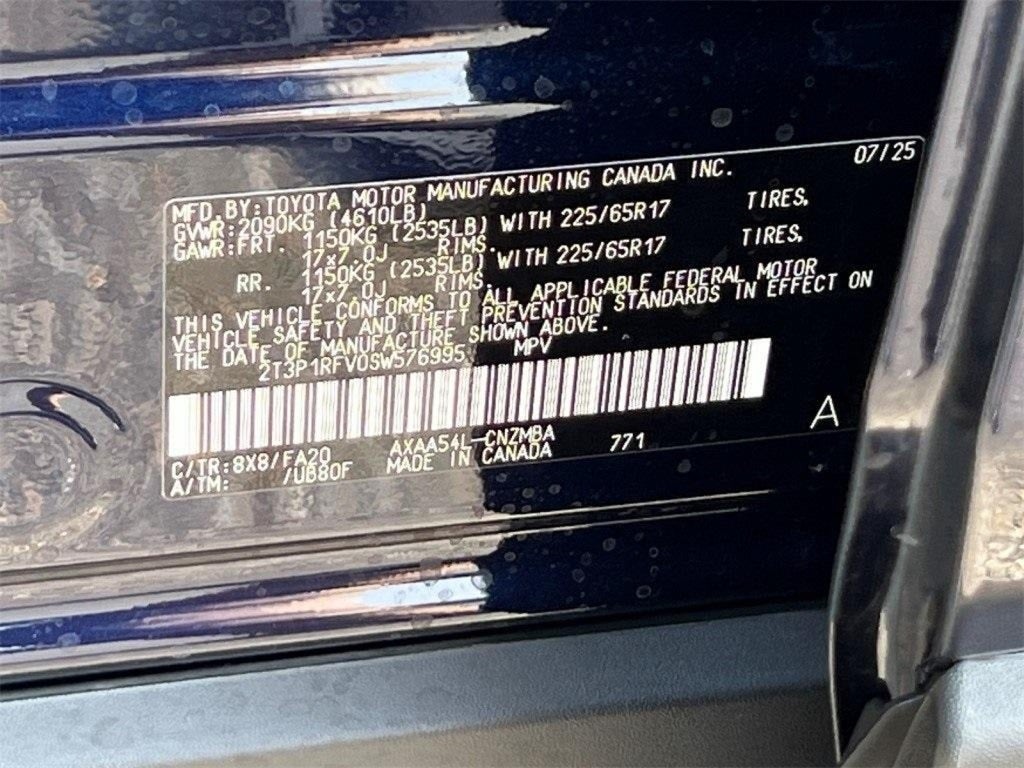 07/25
MFD.BY:TOYOTA MOTOR MANUFACTURING CANADA INC.
GVWR:2090KG (4610LB)
GAWR:FRT. 1150KG (2535LB) WITH 225/65R17 TIRES,
17x7.0J RIMS.
RR. 1150KG (2535LB) WITH 225/65R17 TIRES,
17x7.0J RIMS.
THIS VEHICLE CONFORMS TO ALL APPLICABLE FEDERAL MOTOR
VEHICLE SAFETY AND THEFT PREVENTION STANDARDS IN EFFECT ON
THE DATE OF MANUFACTURE SHOWN ABOVE.
2T3P1RFV0SW576995 MPV
A
C/TR:8X8/FA20 AXAA54L-CNZMBA 771
A/TM: /UB80F MADE IN CANADA